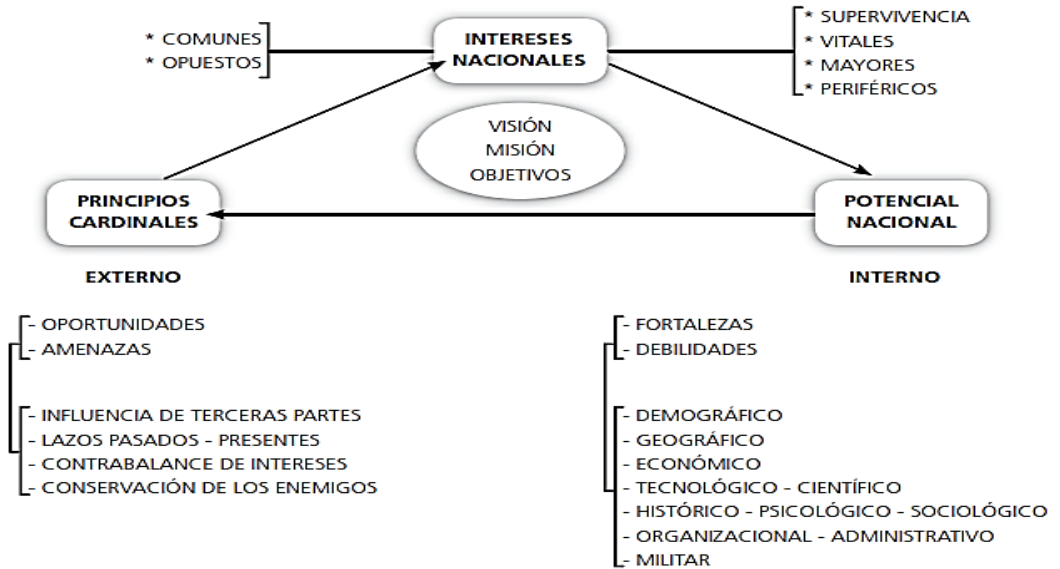 * COMUNES
* OPUESTOS
INTERESES
NACIONALES
* SUPERVIVENCIA
* VITALES
* MAYORES
* PERIFÉRICOS
VISIÓN
MISIÓN
OBJETIVOS
PRINCIPIOS
CARDINALES
POTENCIAL
NACIONAL
EXTERNO
- OPORTUNIDADES
- AMENAZAS
- INFLUENCIA DE TERCERAS PARTES
- LAZOS PASADOS - PRESENTES
- CONTRABALANCE DE INTERESES
- CONSERVACIÓN DE LOS ENEMIGOS
INTERNO
- FORTALEZAS
- DEBILIDADES
- DEMOGRÁFICO
- GEOGRÁFICO
- ECONÓMICO
- TECNOLÓGICO - CIENTÍFICO
- HISTÓRICO - PSICOLÓGICO - SOCIOLÓGICO
- ORGANIZACIONAL - ADMINISTRATIVO
- MILITAR